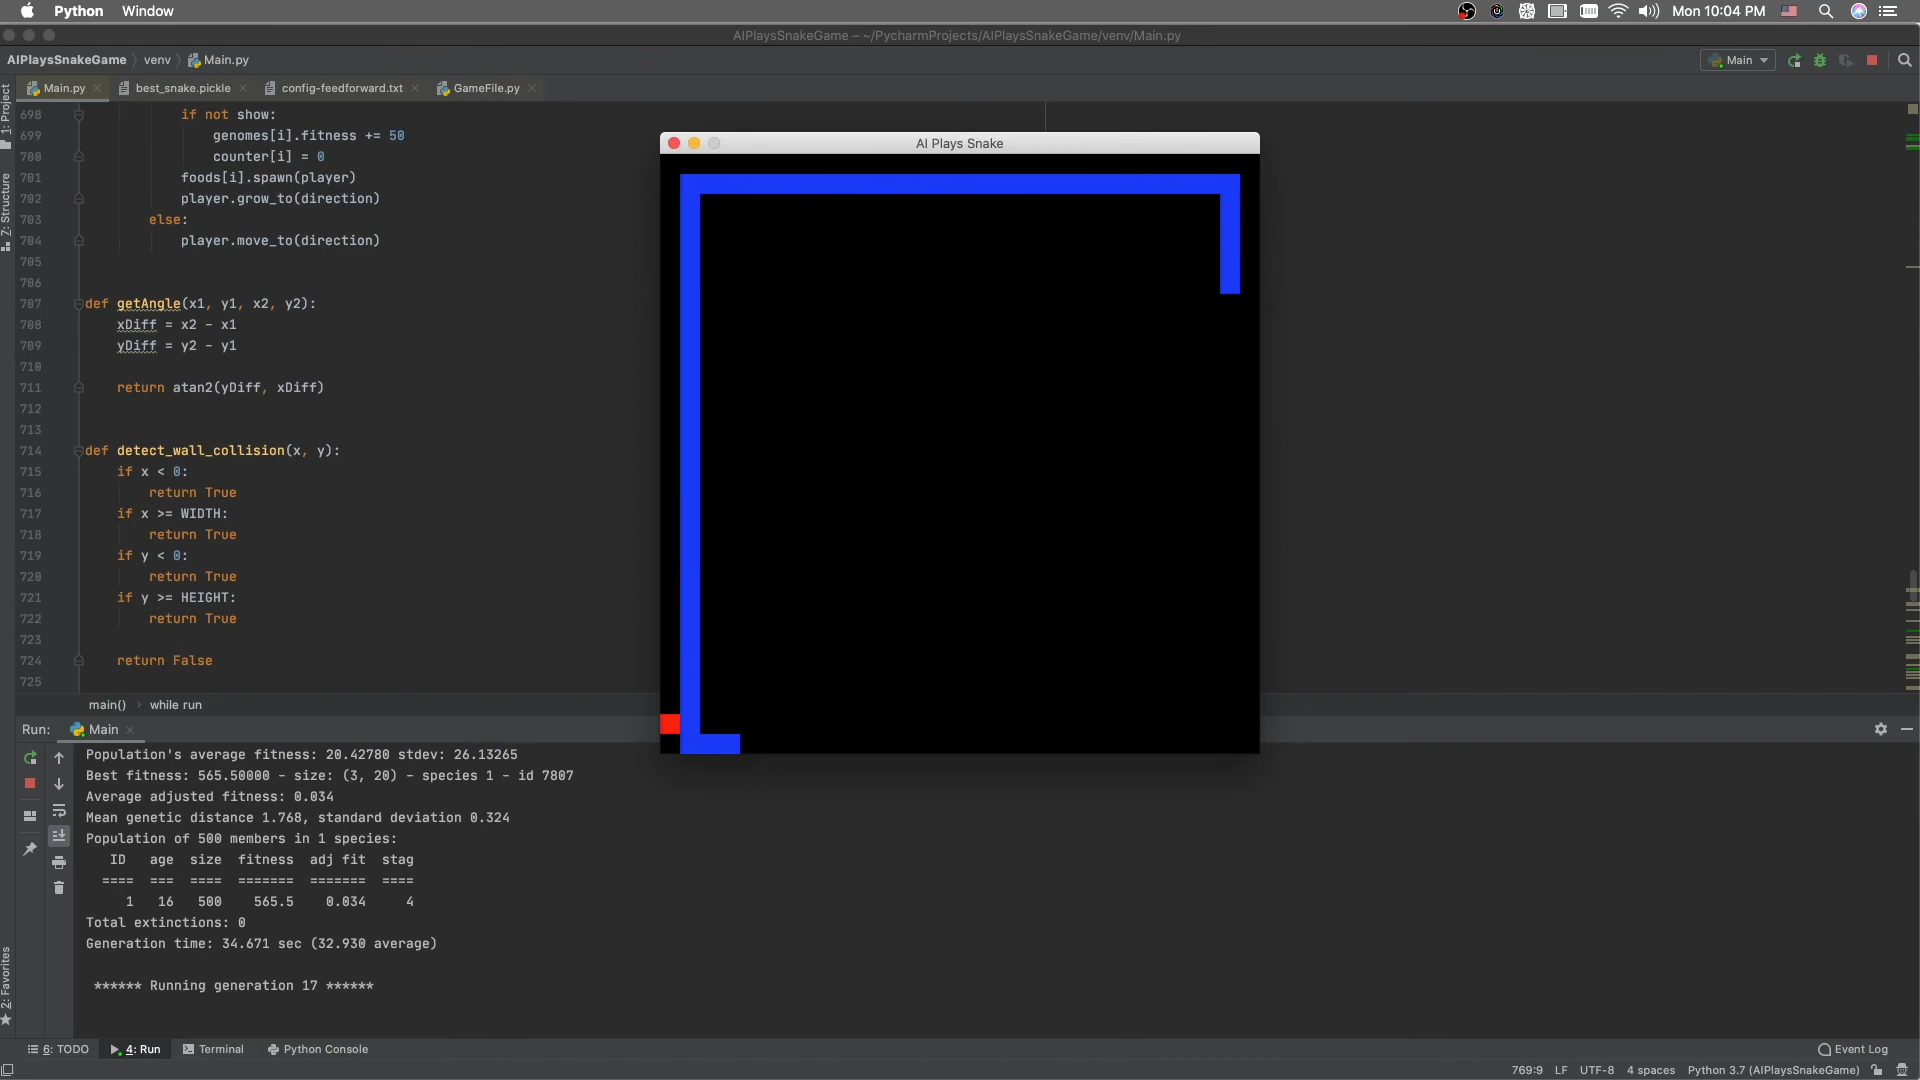 Python Window Mon 10:04 PM
AIPlaysSnakeGame – ~/PycharmProjects/AIPlaysSnakeGame/venv/Main.py
AIPlaysSnakeGame venv Main.py Main
Main.py best_snake.pickle config-feedforward.txt GameFile.py
1: Project
Z: Structure
2: Favorites
698 if not show:
699 genomes[i].fitness += 50
700 counter[i] = 0
701 foods[i].spawn(player)
702 player.grow_to(direction)
703 else:
704 player.move_to(direction)
705
706
707 def getAngle(x1, y1, x2, y2):
708 xDiff = x2 - x1
709 yDiff = y2 - y1
710
711 return atan2(yDiff, xDiff)
712
713
714 def detect_wall_collision(x, y):
715 if x < 0:
716 return True
717 if x >= WIDTH:
718 return True
719 if y < 0:
720 return True
721 if y >= HEIGHT:
722 return True
723
724 return False
725
main() while run
AI Plays Snake
Run: Main
Population's average fitness: 20.42780 stdev: 26.13265
Best fitness: 565.50000 - size: (3, 20) - species 1 - id 7807
Average adjusted fitness: 0.034
Mean genetic distance 1.768, standard deviation 0.324
Population of 500 members in 1 species:
ID age size fitness adj fit stag
==== === ==== ======= ======= ====
1 16 500 565.5 0.034 4
Total extinctions: 0
Generation time: 34.671 sec (32.930 average)
****** Running generation 17 ******
6: TODO 4: Run Terminal Python Console Event Log
769:9 LF UTF-8 4 spaces Python 3.7 (AIPlaysSnakeGame)